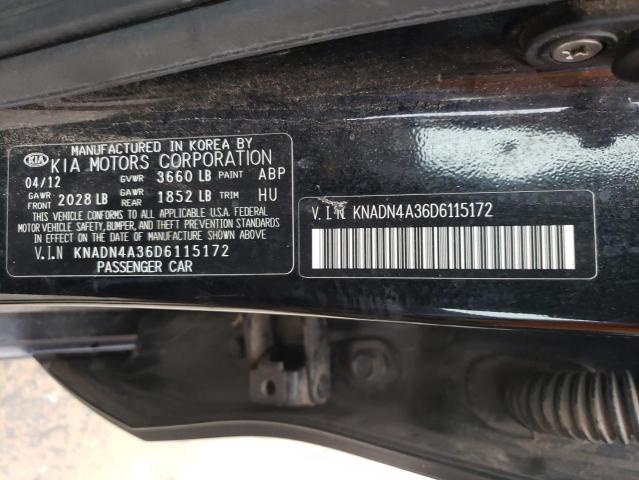 MANUFACTURED IN KOREA BY
KIA KIA MOTORS CORPORATION
04/12 GVWR 3660 LB PAINT ABP
GAWR FRONT 2028 LB GAWR REAR 1852 LB TRIM HU
THIS VEHICLE CONFORMS TO ALL APPLICABLE U.S.A. FEDERAL
MOTOR VEHICLE SAFETY, BUMPER, AND THEFT PREVENTION STANDARDS
IN EFFECT ON THE DATE OF MANUFACTURE SHOWN ABOVE.
V.I.N KNADN4A36D6115172
PASSENGER CAR
V.I.N KNADN4A36D6115172